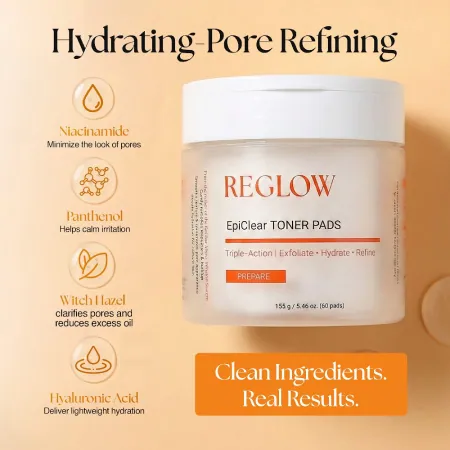 Hydrating-Pore Refining
Niacinamide
Minimize the look of pores
Panthenol
Helps calm irritation
Witch Hazel
clarifies pores and
reduces excess oil
Hyaluronic Acid
Deliver lightweight hydration
REGLOW
EpiClear TONER PADS
Triple-Action | Exfoliate • Hydrate • Refine
PREPARE
155 g / 5.46 oz. (60 pads)
Clean Ingredients.
Real Results.